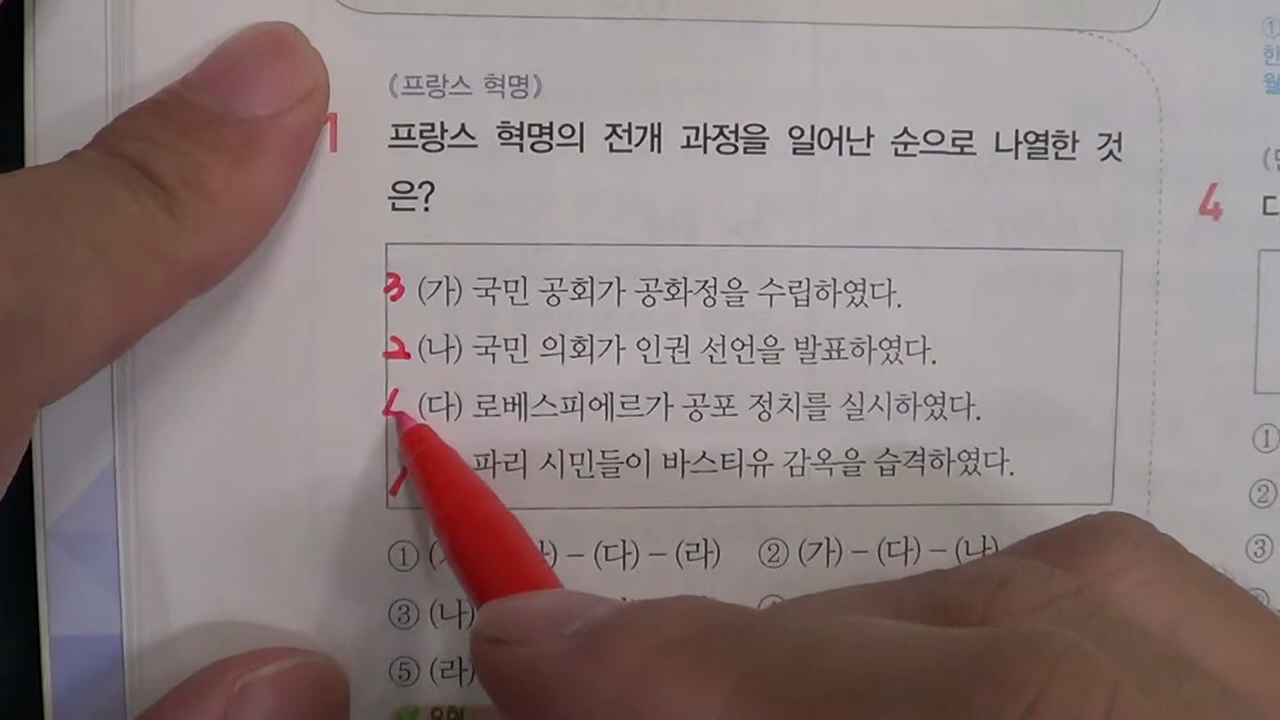 (프랑스 혁명)
1 프랑스 혁명의 전개 과정을 일어난 순으로 나열한 것
은?
3 (가) 국민 공회가 공화정을 수립하였다.
2 (나) 국민 의회가 인권 선언을 발표하였다.
(다) 로베스피에르가 공포 정치를 실시하였다.
파리 시민들이 바스티유 감옥을 습격하였다.
① – (다) – (라) ② (가) – (다) – (나)
③ (나)
⑤ (라)
4
①
②
③